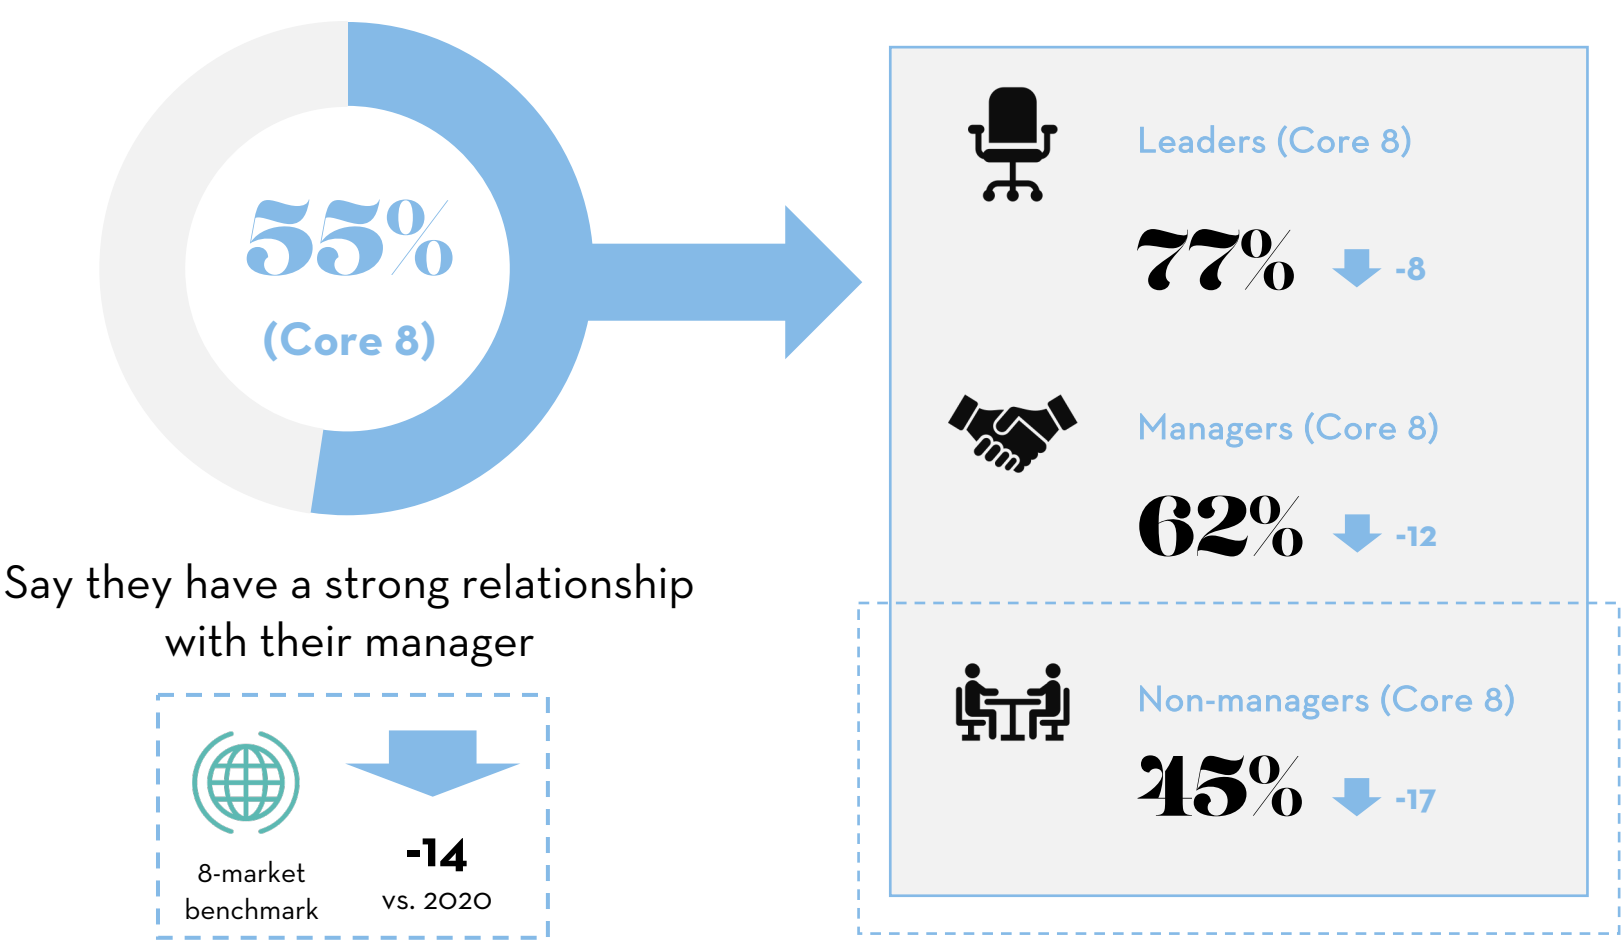 55%
(Core 8)
Say they have a strong relationship
with their manager
8-market
benchmark
-14
vs. 2020
Leaders (Core 8)
77%
-8
Managers (Core 8)
62%
-12
Non-managers (Core 8)
45%
-17